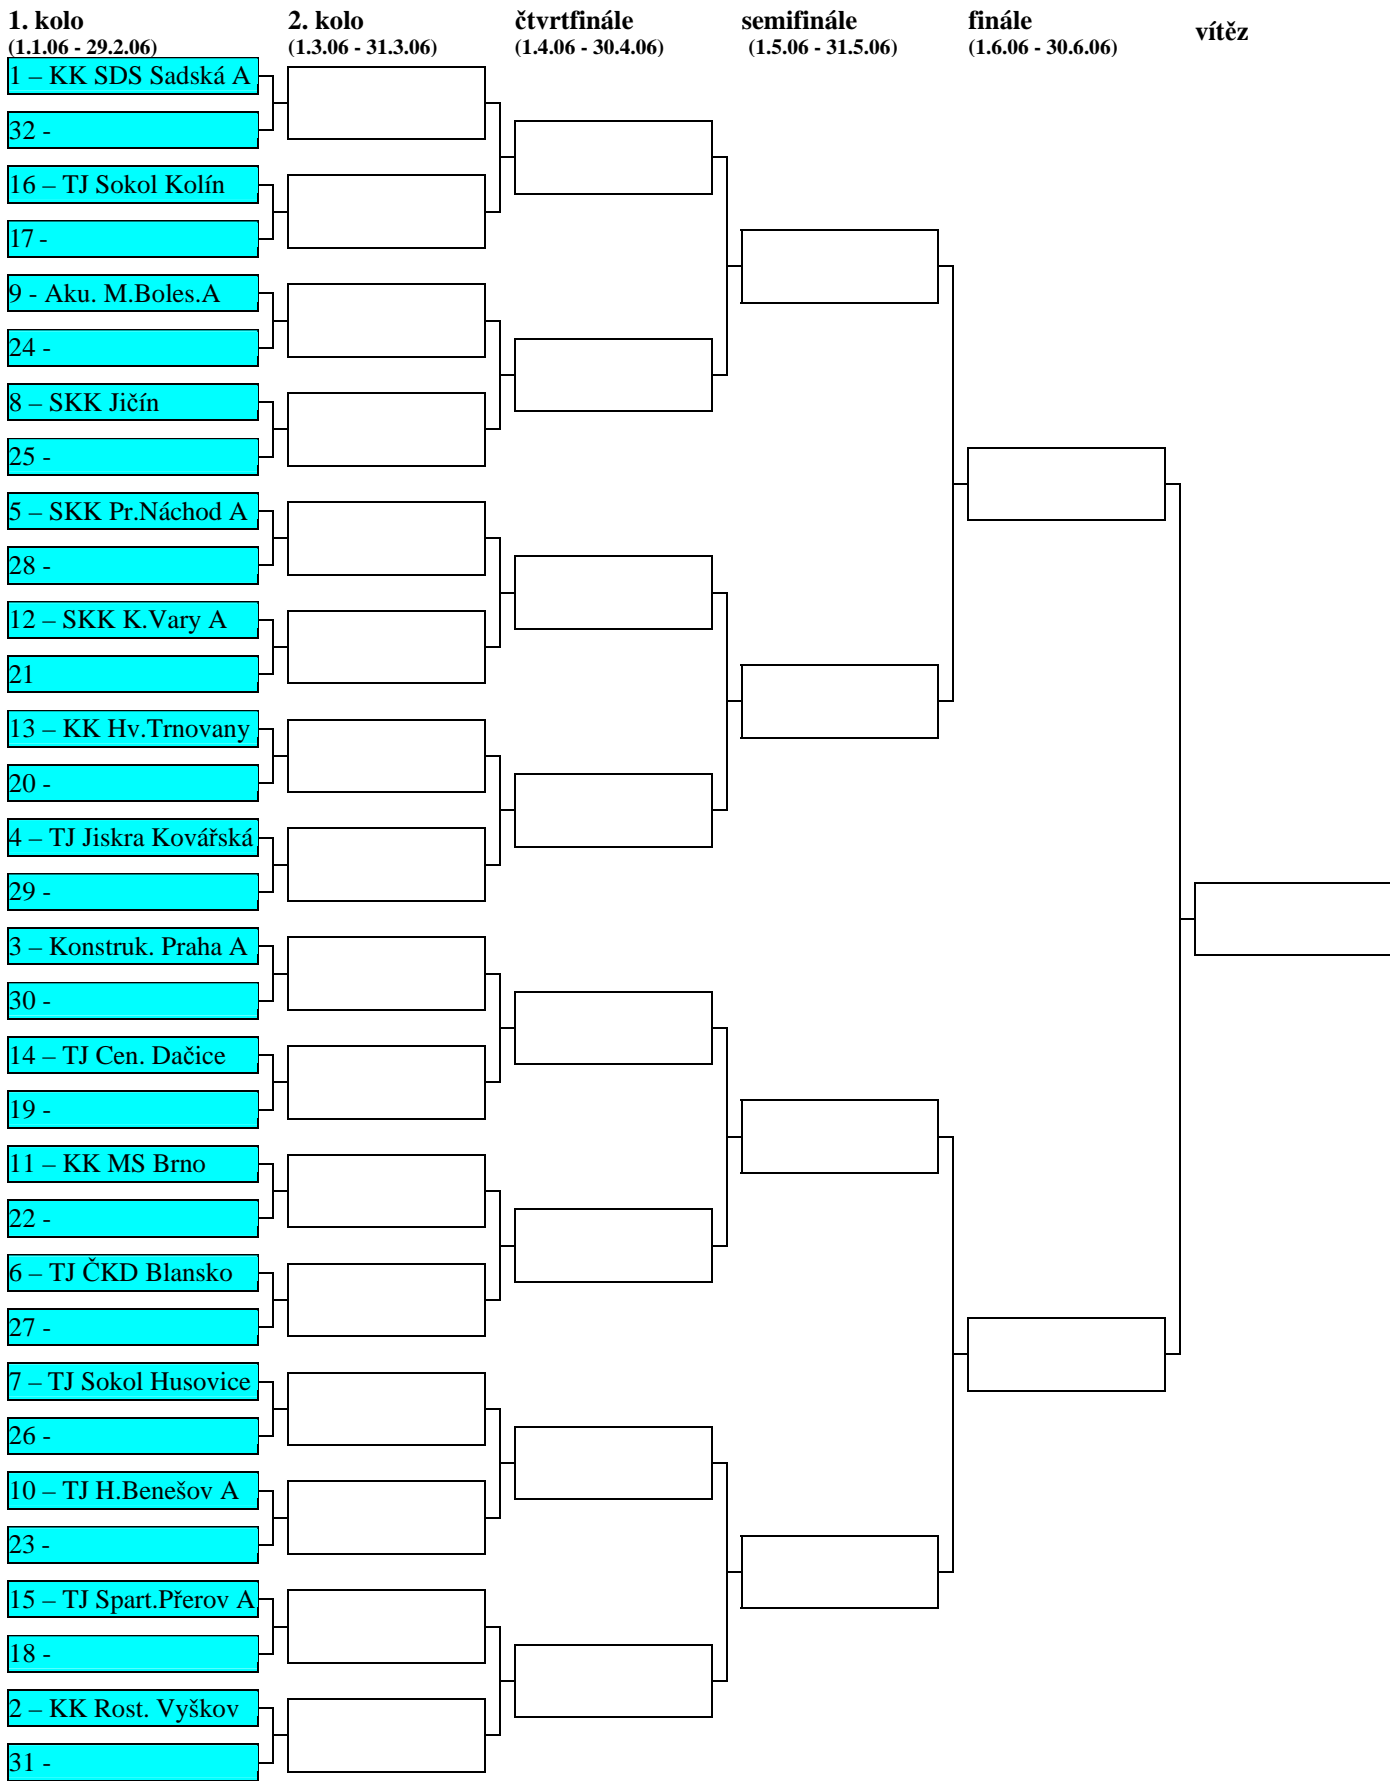 1. kolo
(1.1.06 - 29.2.06)
2. kolo
(1.3.06 - 31.3.06)
čtvrtfinále
(1.4.06 - 30.4.06)
semifinále
(1.5.06 - 31.5.06)
finále
(1.6.06 - 30.6.06)
vítěz
1 – KK SDS Sadská A
32 -
16 – TJ Sokol Kolín
17 -
9 - Aku. M.Boles.A
24 -
8 – SKK Jičín
25 -
5 – SKK Pr.Náchod A
28 -
12 – SKK K.Vary A
21
13 – KK Hv.Trnovany
20 -
4 – TJ Jiskra Kovářská
29 -
3 – Konstruk. Praha A
30 -
14 – TJ Cen. Dačice
19 -
11 – KK MS Brno
22 -
6 – TJ ČKD Blansko
27 -
7 – TJ Sokol Husovice
26 -
10 – TJ H.Benešov A
23 -
15 – TJ Spart.Přerov A
18 -
2 – KK Rost. Vyškov
31 -